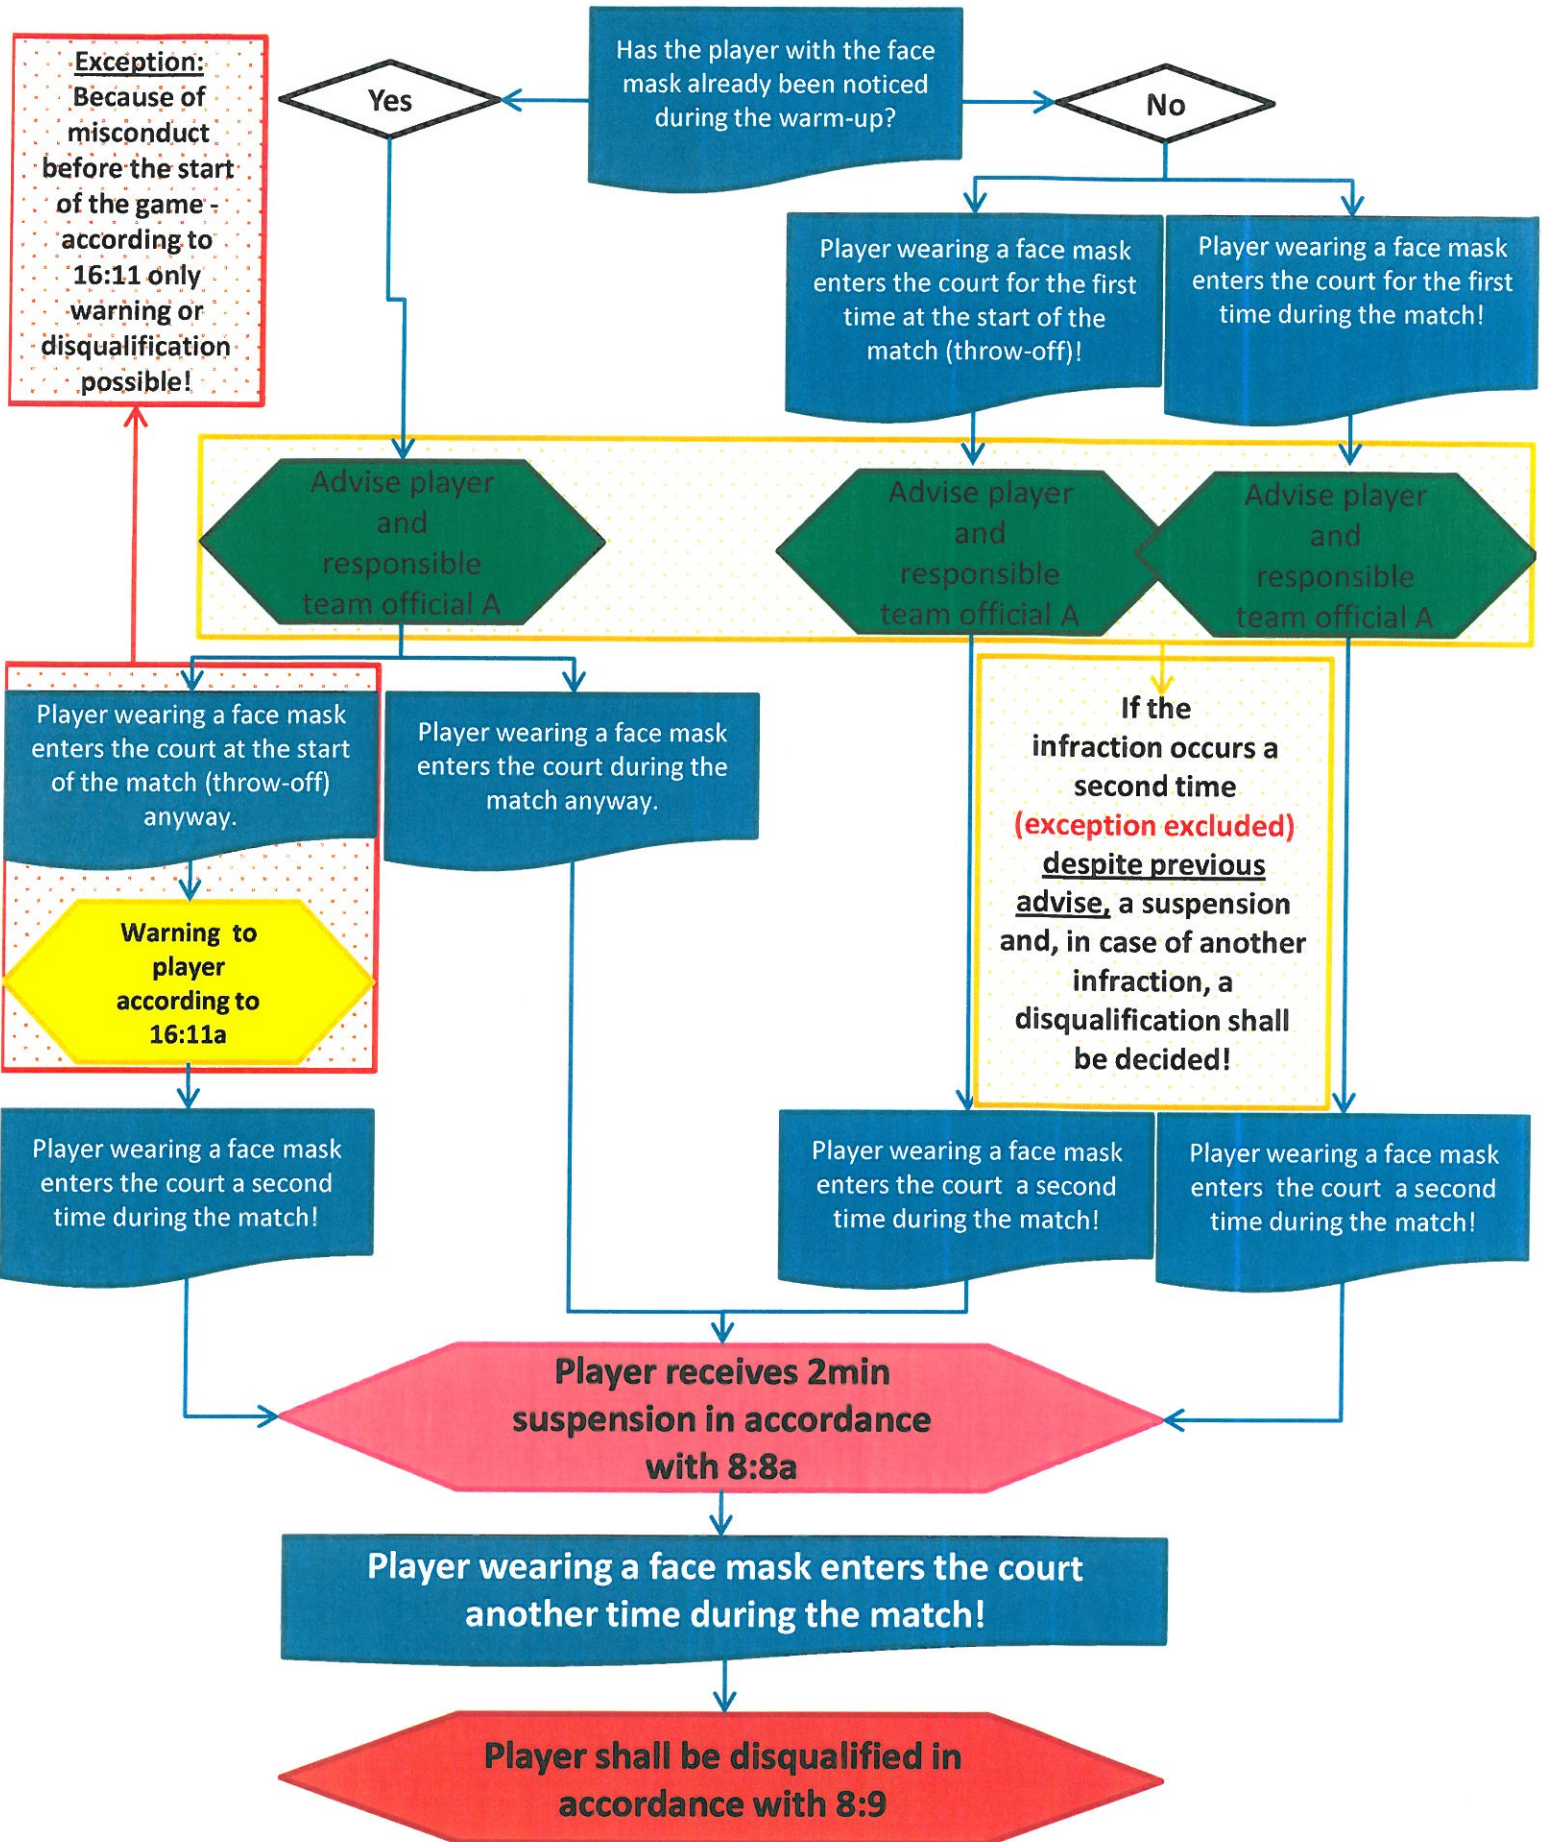 Exception:
Because of
misconduct
before the start
of the game -
according to
16:11 only
warning or
disqualification
possible!
Yes
Has the player with the face
mask already been noticed
during the warm-up?
No
Player wearing a face mask
enters the court for the first
time at the start of the
match (throw-off)!
Player wearing a face mask
enters the court for the first
time during the match!
Advise player
and
responsible
team official A
Advise player
and
responsible
team official A
Advise player
and
responsible
team official A
Player wearing a face mask
enters the court at the start
of the match (throw-off)
anyway.
Player wearing a face mask
enters the court during the
match anyway.
If the
infraction occurs a
second time
(exception excluded)
despite previous
advise, a suspension
and, in case of another
infraction, a
disqualification shall
be decided!
Warning to
player
according to
16:11a
Player wearing a face mask
enters the court a second
time during the match!
Player wearing a face mask
enters the court a second
time during the match!
Player wearing a face mask
enters the court a second
time during the match!
Player receives 2min
suspension in accordance
with 8:8a
Player wearing a face mask enters the court
another time during the match!
Player shall be disqualified in
accordance with 8:9